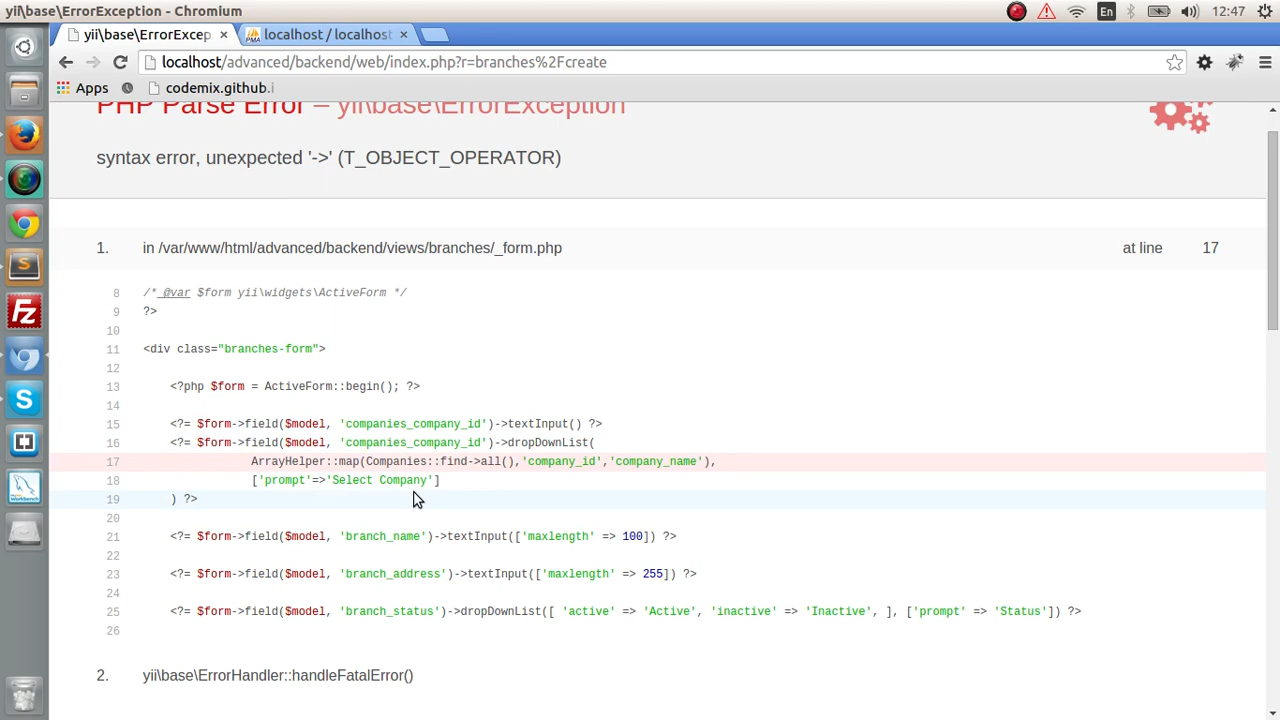 yii\base\ErrorException - Chromium
En
12:47
yii\base\ErrorExcep
localhost / localhost
localhost/advanced/backend/web/index.php?r=branches%2Fcreate
Apps
codemix.github.i
PHP Parse Error – yii\base\ErrorException
syntax error, unexpected '->' (T_OBJECT_OPERATOR)
1. in /var/www/html/advanced/backend/views/branches/_form.php at line 17
8 /* @var $form yii\widgets\ActiveForm */
9 ?>
10
11 <div class="branches-form">
12
13 <?php $form = ActiveForm::begin(); ?>
14
15 <?= $form->field($model, 'companies_company_id')->textInput() ?>
16 <?= $form->field($model, 'companies_company_id')->dropDownList(
17 ArrayHelper::map(Companies::find->all(),'company_id','company_name'),
18 ['prompt'=>'Select Company']
19 ) ?>
20
21 <?= $form->field($model, 'branch_name')->textInput(['maxlength' => 100]) ?>
22
23 <?= $form->field($model, 'branch_address')->textInput(['maxlength' => 255]) ?>
24
25 <?= $form->field($model, 'branch_status')->dropDownList([ 'active' => 'Active', 'inactive' => 'Inactive', ], ['prompt' => 'Status']) ?>
26
2. yii\base\ErrorHandler::handleFatalError()